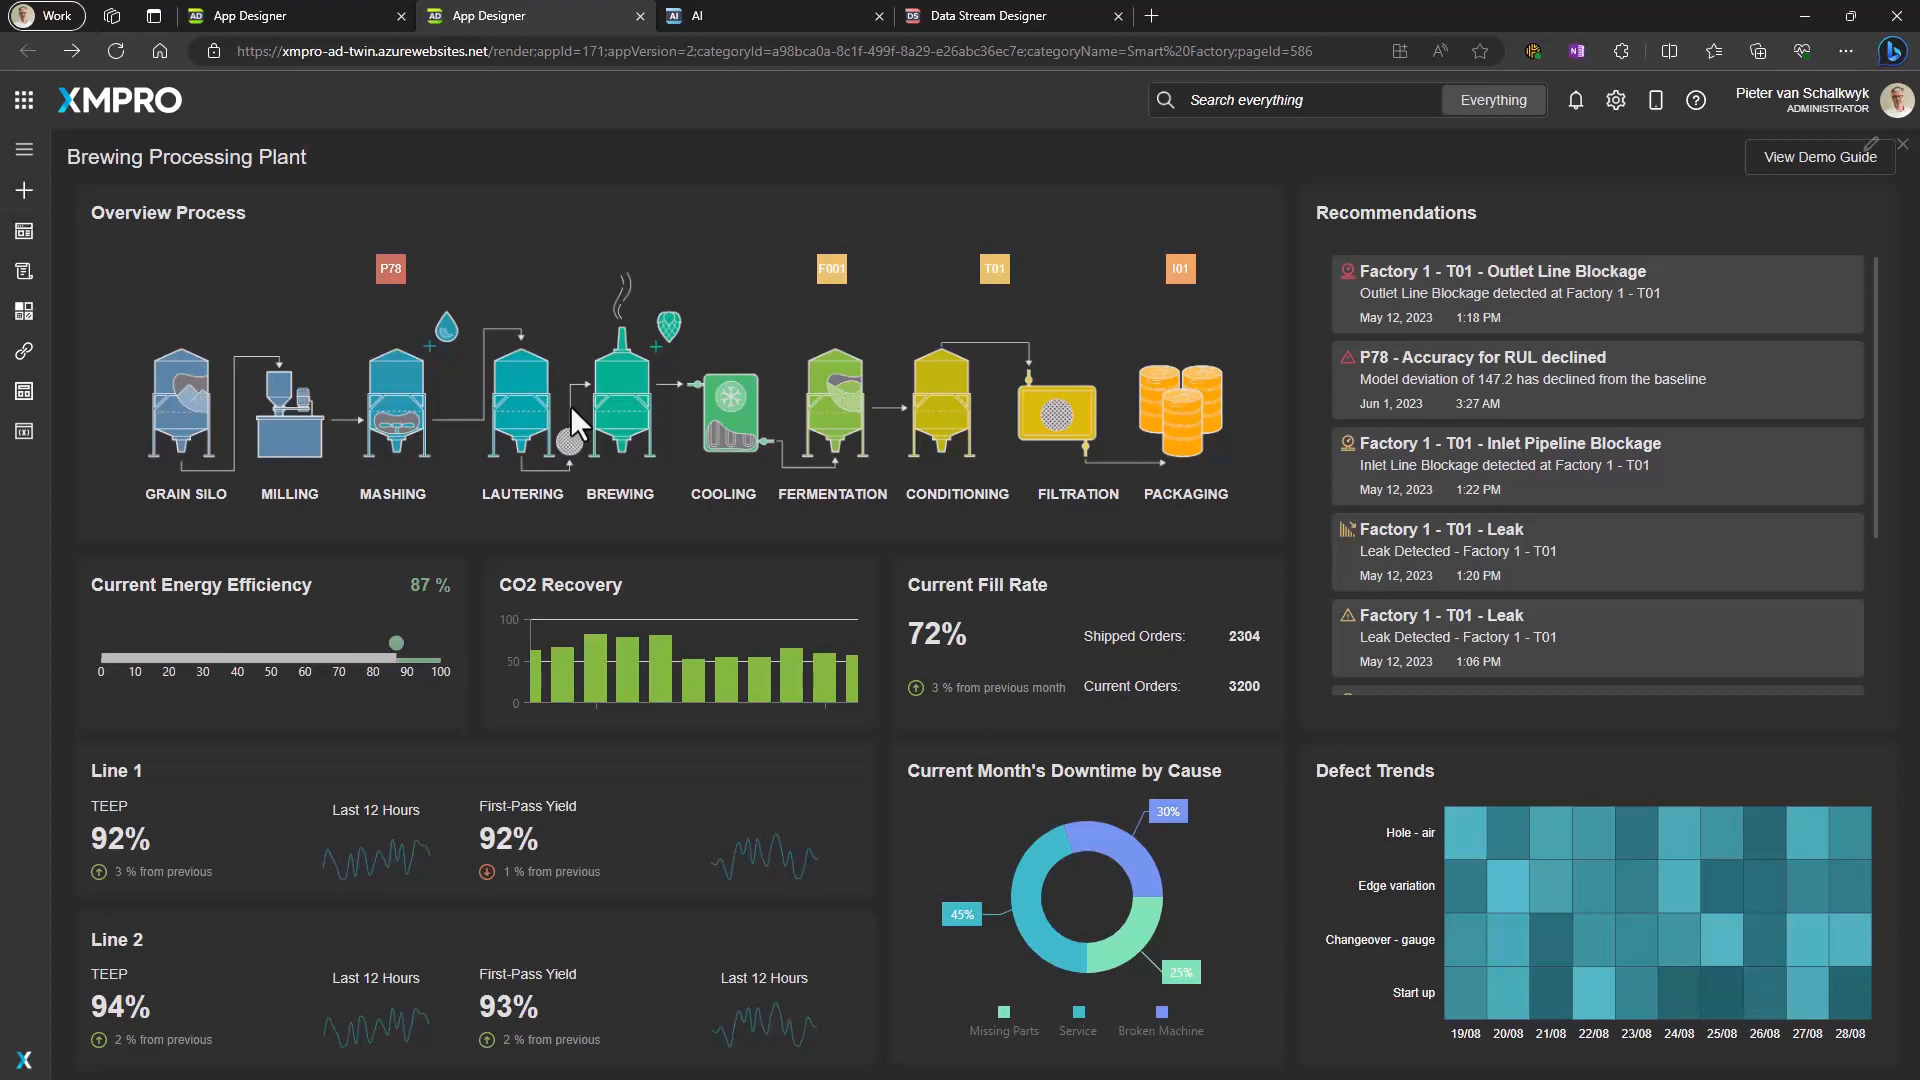 Work
App Designer
App Designer
AI
Data Stream Designer
https://xmpro-ad-twin.azurewebsites.net/render;appId=171;appVersion=2;categoryId=a98bca0a-8c1f-499f-8a29-e26abc36ec7e;categoryName=Smart%20Factory;pageId=586
XMPRO
Search everything
Everything
Pieter van Schalkwyk
ADMINISTRATOR
Brewing Processing Plant
View Demo Guide
Overview Process
P78
F001
T01
I01
GRAIN SILO
MILLING
MASHING
LAUTERING
BREWING
COOLING
FERMENTATION
CONDITIONING
FILTRATION
PACKAGING
Recommendations
Factory 1 - T01 - Outlet Line Blockage
Outlet Line Blockage detected at Factory 1 - T01
May 12, 2023 1:18 PM
P78 - Accuracy for RUL declined
Model deviation of 147.2 has declined from the baseline
Jun 1, 2023 3:27 AM
Factory 1 - T01 - Inlet Pipeline Blockage
Inlet Line Blockage detected at Factory 1 - T01
May 12, 2023 1:22 PM
Factory 1 - T01 - Leak
Leak Detected - Factory 1 - T01
May 12, 2023 1:20 PM
Factory 1 - T01 - Leak
Leak Detected - Factory 1 - T01
May 12, 2023 1:06 PM
Current Energy Efficiency 87 %
0 10 20 30 40 50 60 70 80 90 100
CO2 Recovery
100
50
0
Current Fill Rate
72%
3 % from previous month
Shipped Orders: 2304
Current Orders: 3200
Line 1
TEEP
92%
3 % from previous
Last 12 Hours
First-Pass Yield
92%
1 % from previous
Line 2
TEEP
94%
2 % from previous
Last 12 Hours
First-Pass Yield
93%
2 % from previous
Last 12 Hours
Current Month's Downtime by Cause
30%
45%
25%
Missing Parts
Service
Broken Machine
Defect Trends
Hole - air
Edge variation
Changeover - gauge
Start up
19/08 20/08 21/08 22/08 23/08 24/08 25/08 26/08 27/08 28/08